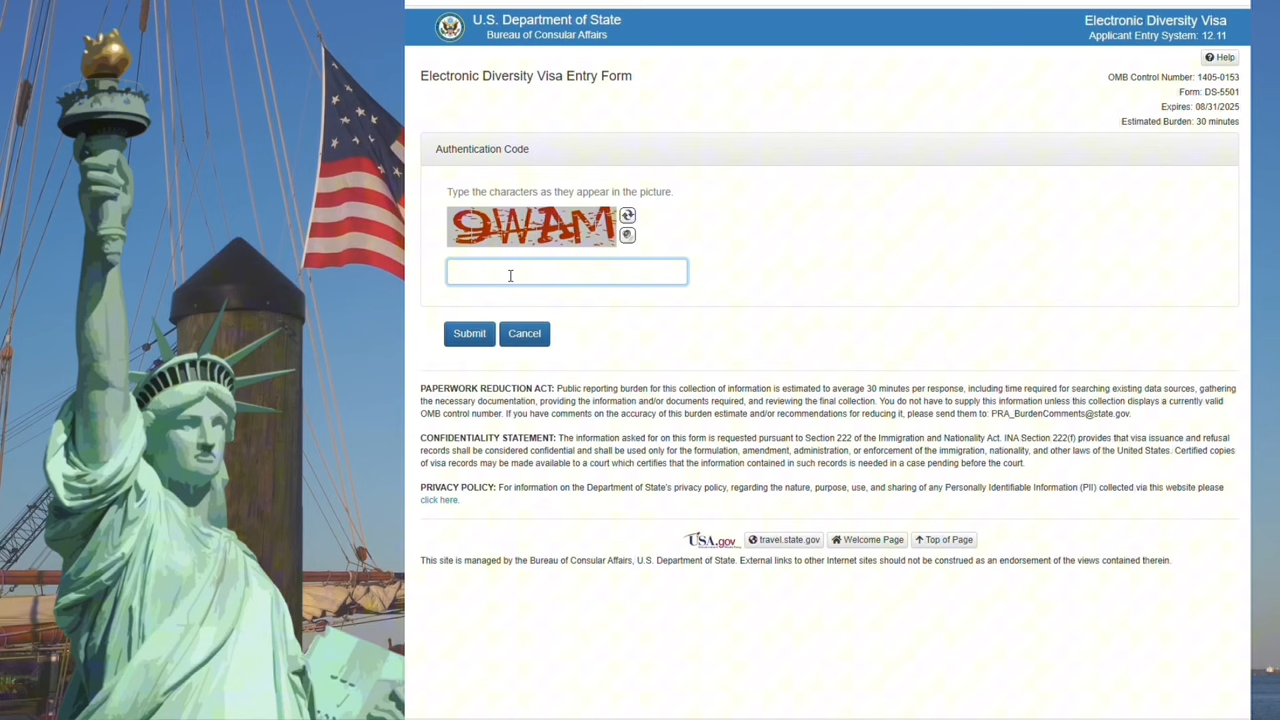 U.S. Department of State
Bureau of Consular Affairs
Electronic Diversity Visa
Applicant Entry System: 12.11
Help
Electronic Diversity Visa Entry Form
OMB Control Number: 1405-0153
Form: DS-5501
Expires: 08/31/2025
Estimated Burden: 30 minutes
Authentication Code
Type the characters as they appear in the picture.
9WAM
Submit Cancel
PAPERWORK REDUCTION ACT: Public reporting burden for this collection of information is estimated to average 30 minutes per response, including time required for searching existing data sources, gathering
the necessary documentation, providing the information and/or documents required, and reviewing the final collection. You do not have to supply this information unless this collection displays a currently valid
OMB control number. If you have comments on the accuracy of this burden estimate and/or recommendations for reducing it, please send them to: PRA_BurdenComments@state.gov.
CONFIDENTIALITY STATEMENT: The information asked for on this form is requested pursuant to Section 222 of the Immigration and Nationality Act. INA Section 222(f) provides that visa issuance and refusal
records shall be considered confidential and shall be used only for the formulation, amendment, administration, or enforcement of the immigration, nationality, and other laws of the United States. Certified copies
of visa records may be made available to a court which certifies that the information contained in such records is needed in a case pending before the court.
PRIVACY POLICY: For information on the Department of State's privacy policy, regarding the nature, purpose, use, and sharing of any Personally Identifiable Information (PII) collected via this website please
click here.
USA.gov travel.state.gov Welcome Page Top of Page
This site is managed by the Bureau of Consular Affairs, U.S. Department of State. External links to other Internet sites should not be construed as an endorsement of the views contained therein.